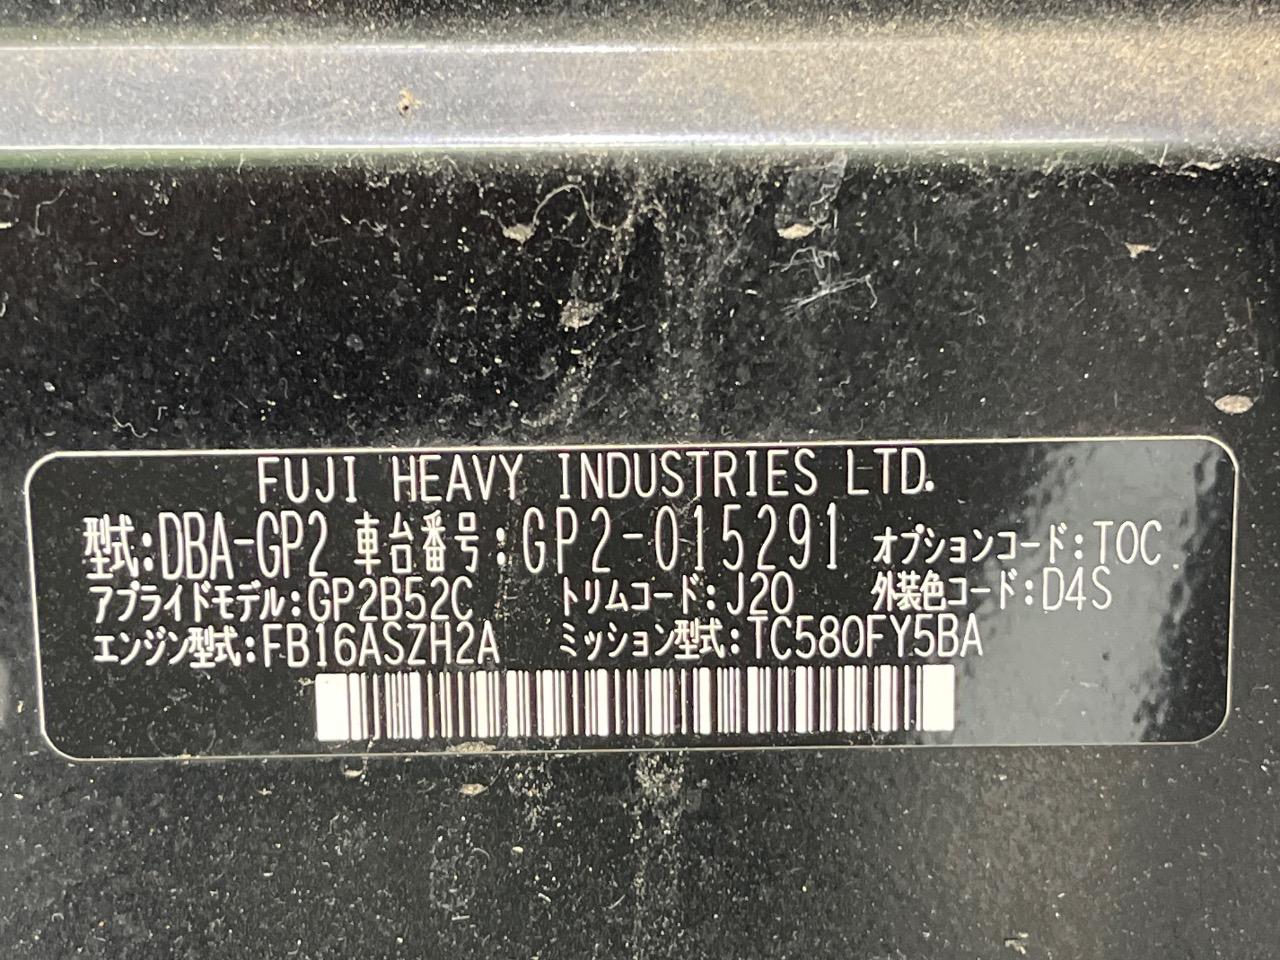 FUJI HEAVY INDUSTRIES LTD.
型式:DBA-GP2 車台番号:GP2-015291 オプションコード:TOC
アプライドモデル:GP2B52C トリムコード:J20 外装色コード:D4S
エンジン型式:FB16ASZH2A ミッション型式:TC580FY5BA